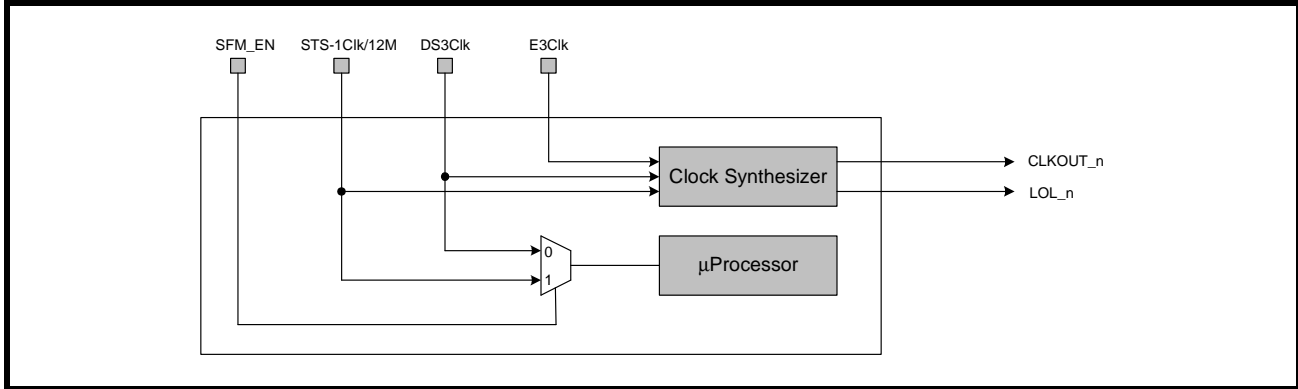 SFM_EN STS-1Clk/12M DS3Clk E3Clk
Clock Synthesizer
CLKOUT_n
LOL_n
0
1
μProcessor